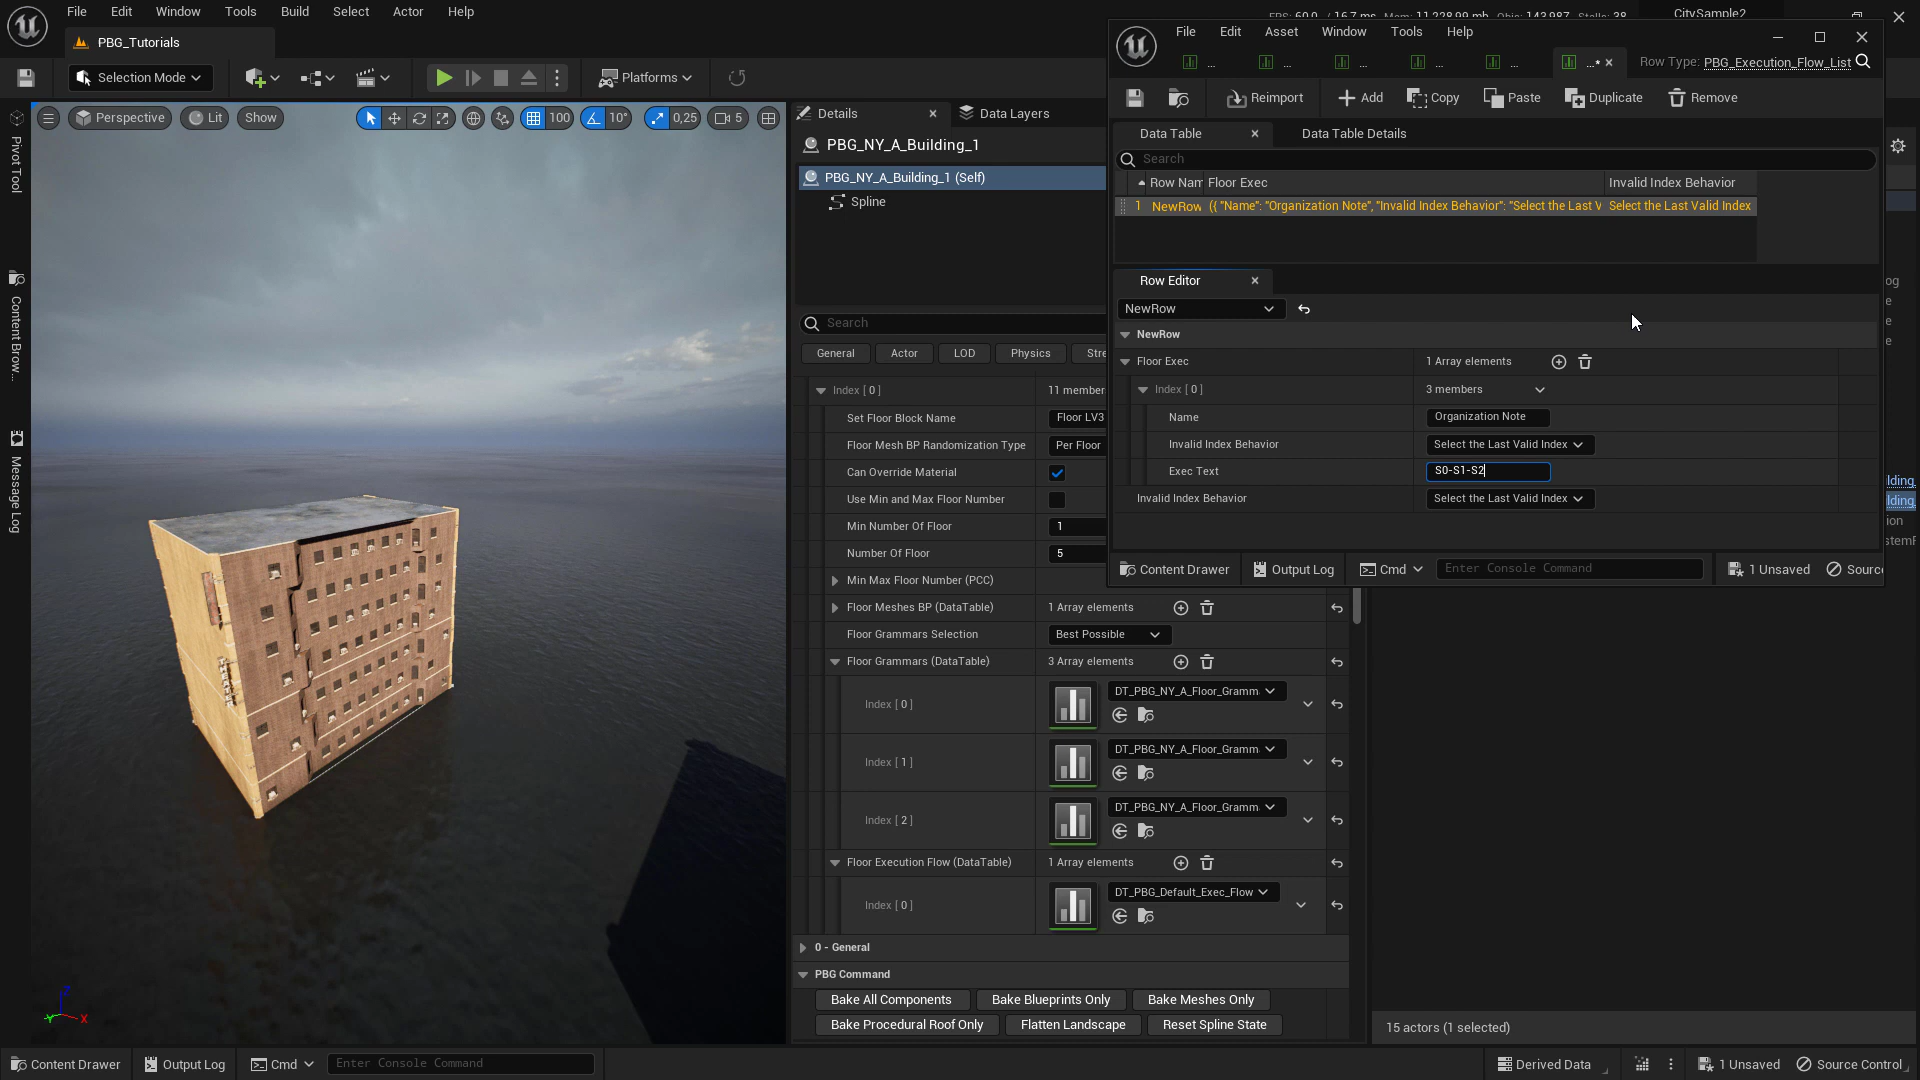 File Edit Window Tools Build Select Actor Help
CitySample2
PBG_Tutorials
Selection Mode
Platforms
Perspective Lit Show
100 10° 0,25 5
Pivot Tool
Content Brow...
Message Log
Details Data Layers
PBG_NY_A_Building_1
PBG_NY_A_Building_1 (Self)
Spline
Search
General Actor LOD Physics Stre
Index [ 0 ] 11 member
Set Floor Block Name Floor LV3
Floor Mesh BP Randomization Type Per Floor
Can Override Material
Use Min and Max Floor Number
Min Number Of Floor 1
Number Of Floor 5
Min Max Floor Number (PCC)
Floor Meshes BP (DataTable) 1 Array elements
Floor Grammars Selection Best Possible
Floor Grammars (DataTable) 3 Array elements
Index [ 0 ] DT_PBG_NY_A_Floor_Gramm
Index [ 1 ] DT_PBG_NY_A_Floor_Gramm
Index [ 2 ] DT_PBG_NY_A_Floor_Gramm
Floor Execution Flow (DataTable) 1 Array elements
Index [ 0 ] DT_PBG_Default_Exec_Flow
0 - General
PBG Command
Bake All Components Bake Blueprints Only Bake Meshes Only
Bake Procedural Roof Only Flatten Landscape Reset Spline State
File Edit Asset Window Tools Help
... ... ... ... ... ...* Row Type: PBG_Execution_Flow_List
Reimport Add Copy Paste Duplicate Remove
Data Table Data Table Details
Search
Row Nam Floor Exec Invalid Index Behavior
1 NewRow (( "Name": "Organization Note", "Invalid Index Behavior": "Select the Last V Select the Last Valid Index
Row Editor
NewRow
NewRow
Floor Exec 1 Array elements
Index [ 0 ] 3 members
Name Organization Note
Invalid Index Behavior Select the Last Valid Index
Exec Text S0-S1-S2
Invalid Index Behavior Select the Last Valid Index
Content Drawer Output Log Cmd Enter Console Command 1 Unsaved Source
og
e
e
e
lding
lding
ion
stemF
15 actors (1 selected)
Content Drawer Output Log Cmd Enter Console Command Derived Data 1 Unsaved Source Control
X Y Z